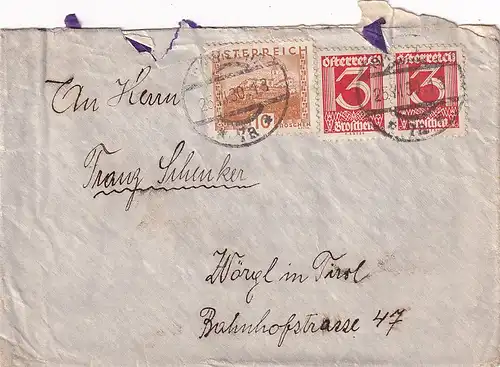 ÖSTERREICH
Österreich Österreich
3 3
Groschen Groschen
An Herrn
Franz Schenker
Wörgl in Tirol
Bahnhofstrasse 47